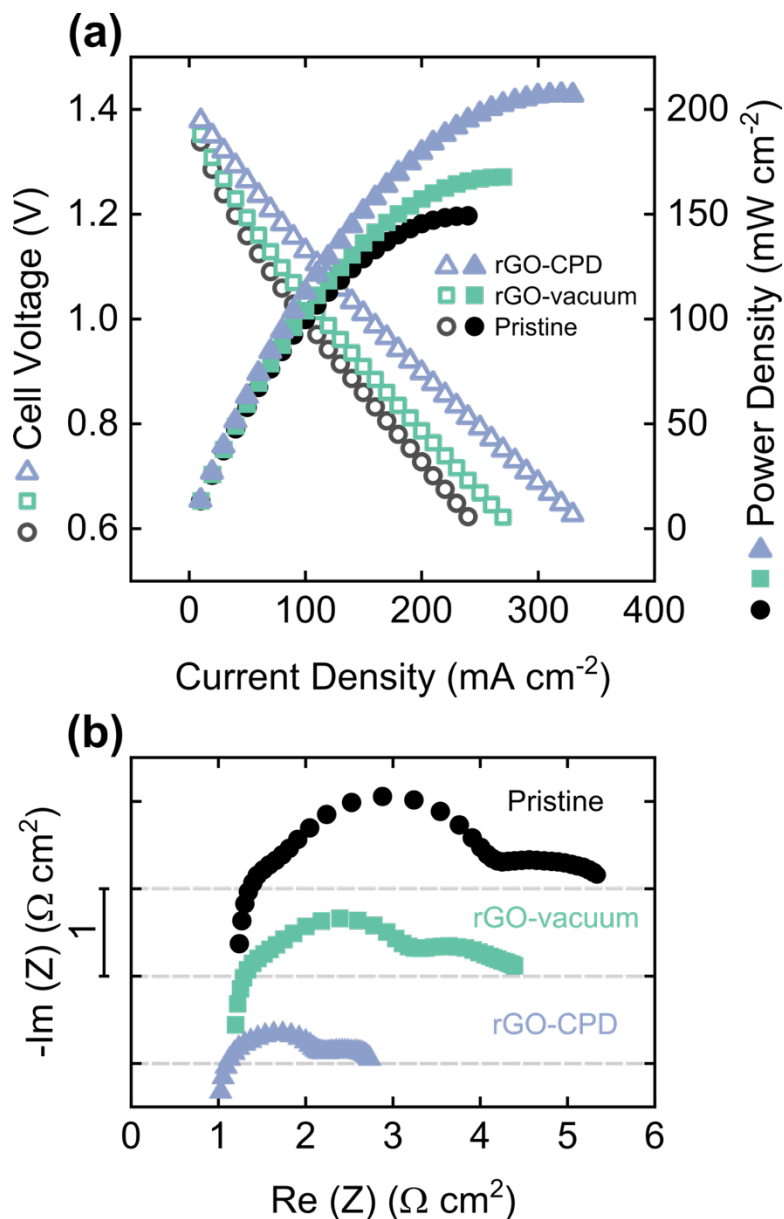 (a)
Cell Voltage (V)
1.4
1.2
1.0
0.8
0.6
200
150
100
50
0
Power Density (mW cm⁻²)
rGO-CPD
rGO-vacuum
Pristine
0 100 200 300 400
Current Density (mA cm⁻²)
(b)
-Im (Z) (Ω cm²)
1
Pristine
rGO-vacuum
rGO-CPD
0 1 2 3 4 5 6
Re (Z) (Ω cm²)